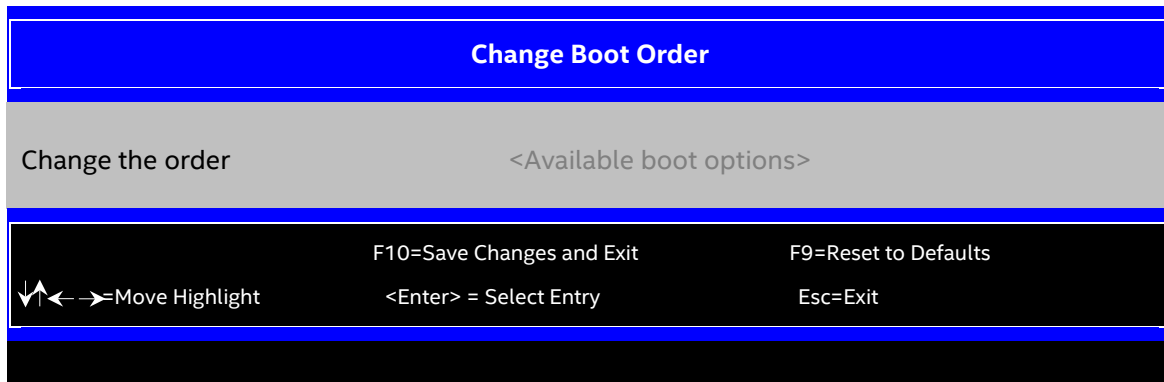 Change Boot Order
Change the order <Available boot options>
F10=Save Changes and Exit F9=Reset to Defaults
↓↑←→=Move Highlight <Enter> = Select Entry Esc=Exit